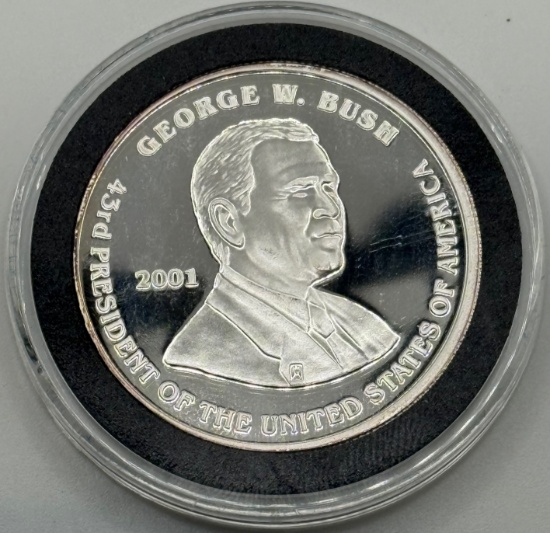 GEORGE W. BUSH
2001
43rd PRESIDENT OF THE UNITED STATES OF AMERICA